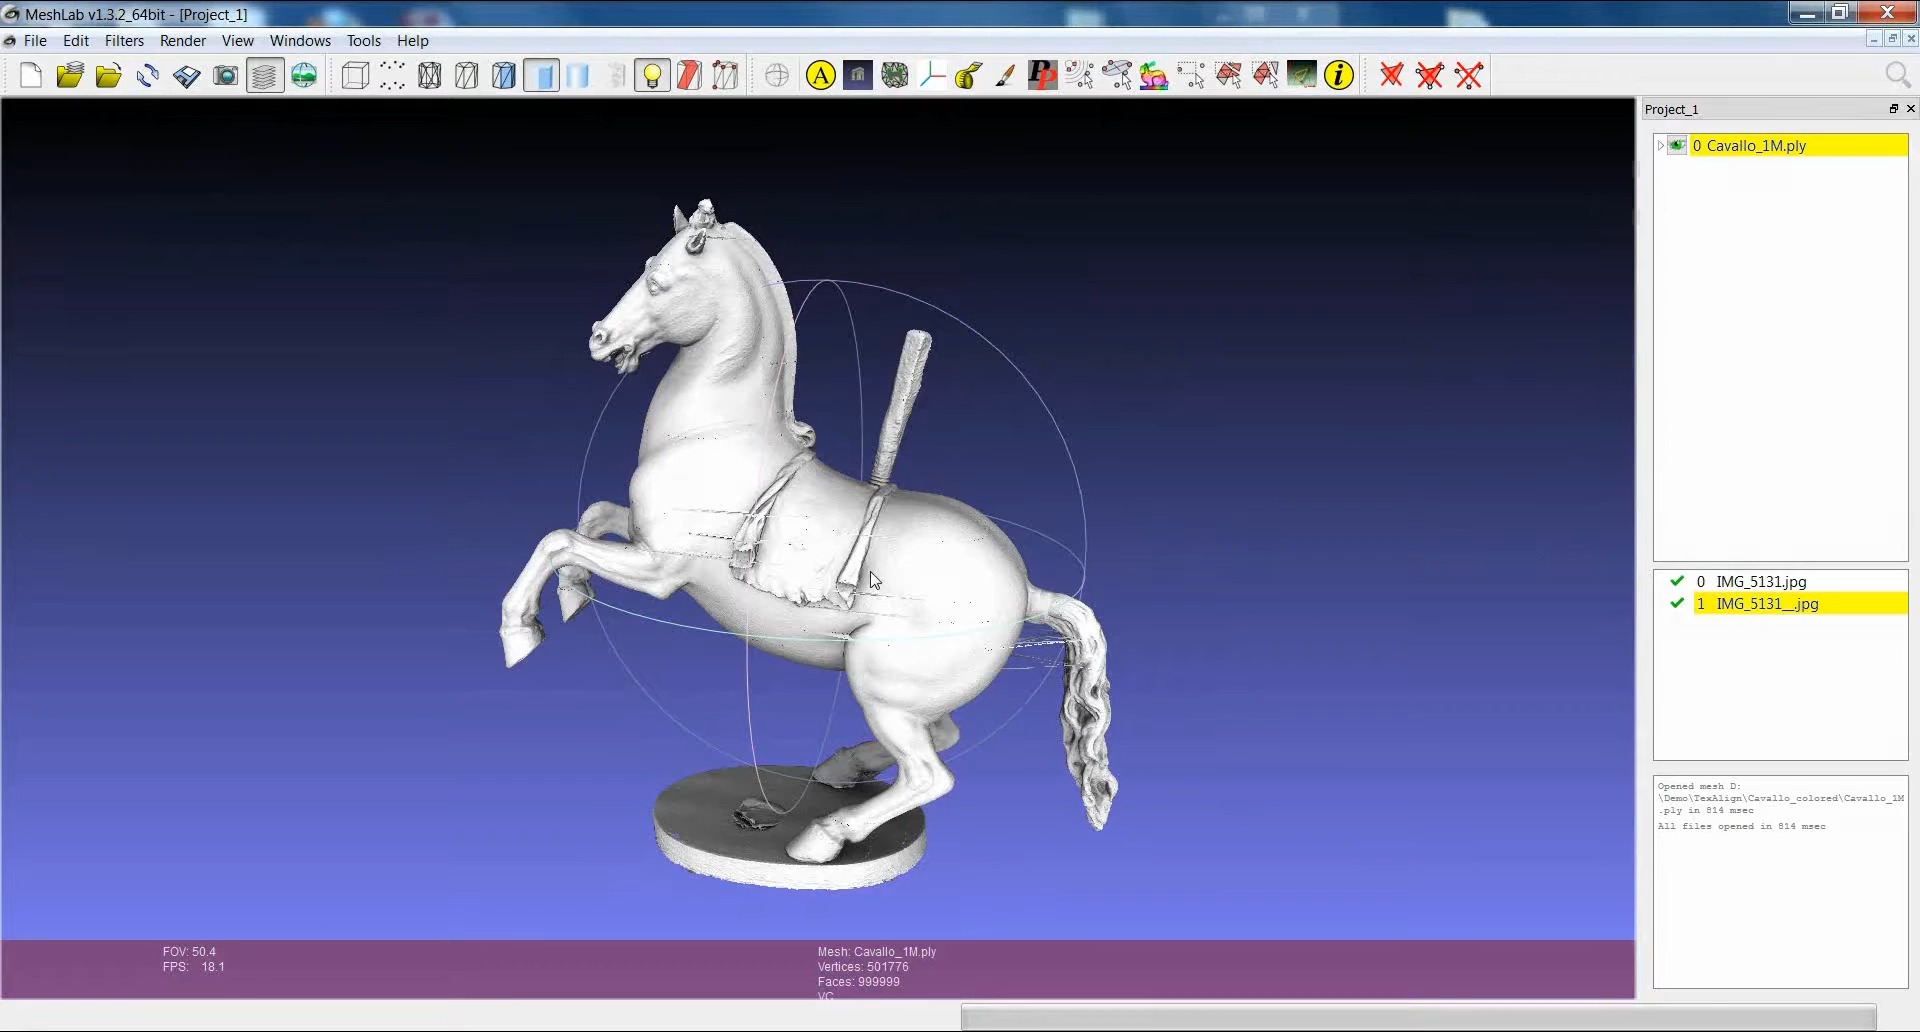 MeshLab v1.3.2_64bit - [Project_1]
File Edit Filters Render View Windows Tools Help
A
i
Project_1
0 Cavallo_1M.ply
0 IMG_5131.jpg
1 IMG_5131__.jpg
Opened mesh D:
\Demo\TexAlign\Cavallo_colored\Cavallo_1M
.ply in 814 msec
All files opened in 814 msec
FOV: 50.4
FPS: 18.1
Mesh: Cavallo_1M.ply
Vertices: 501776
Faces: 999999
VC